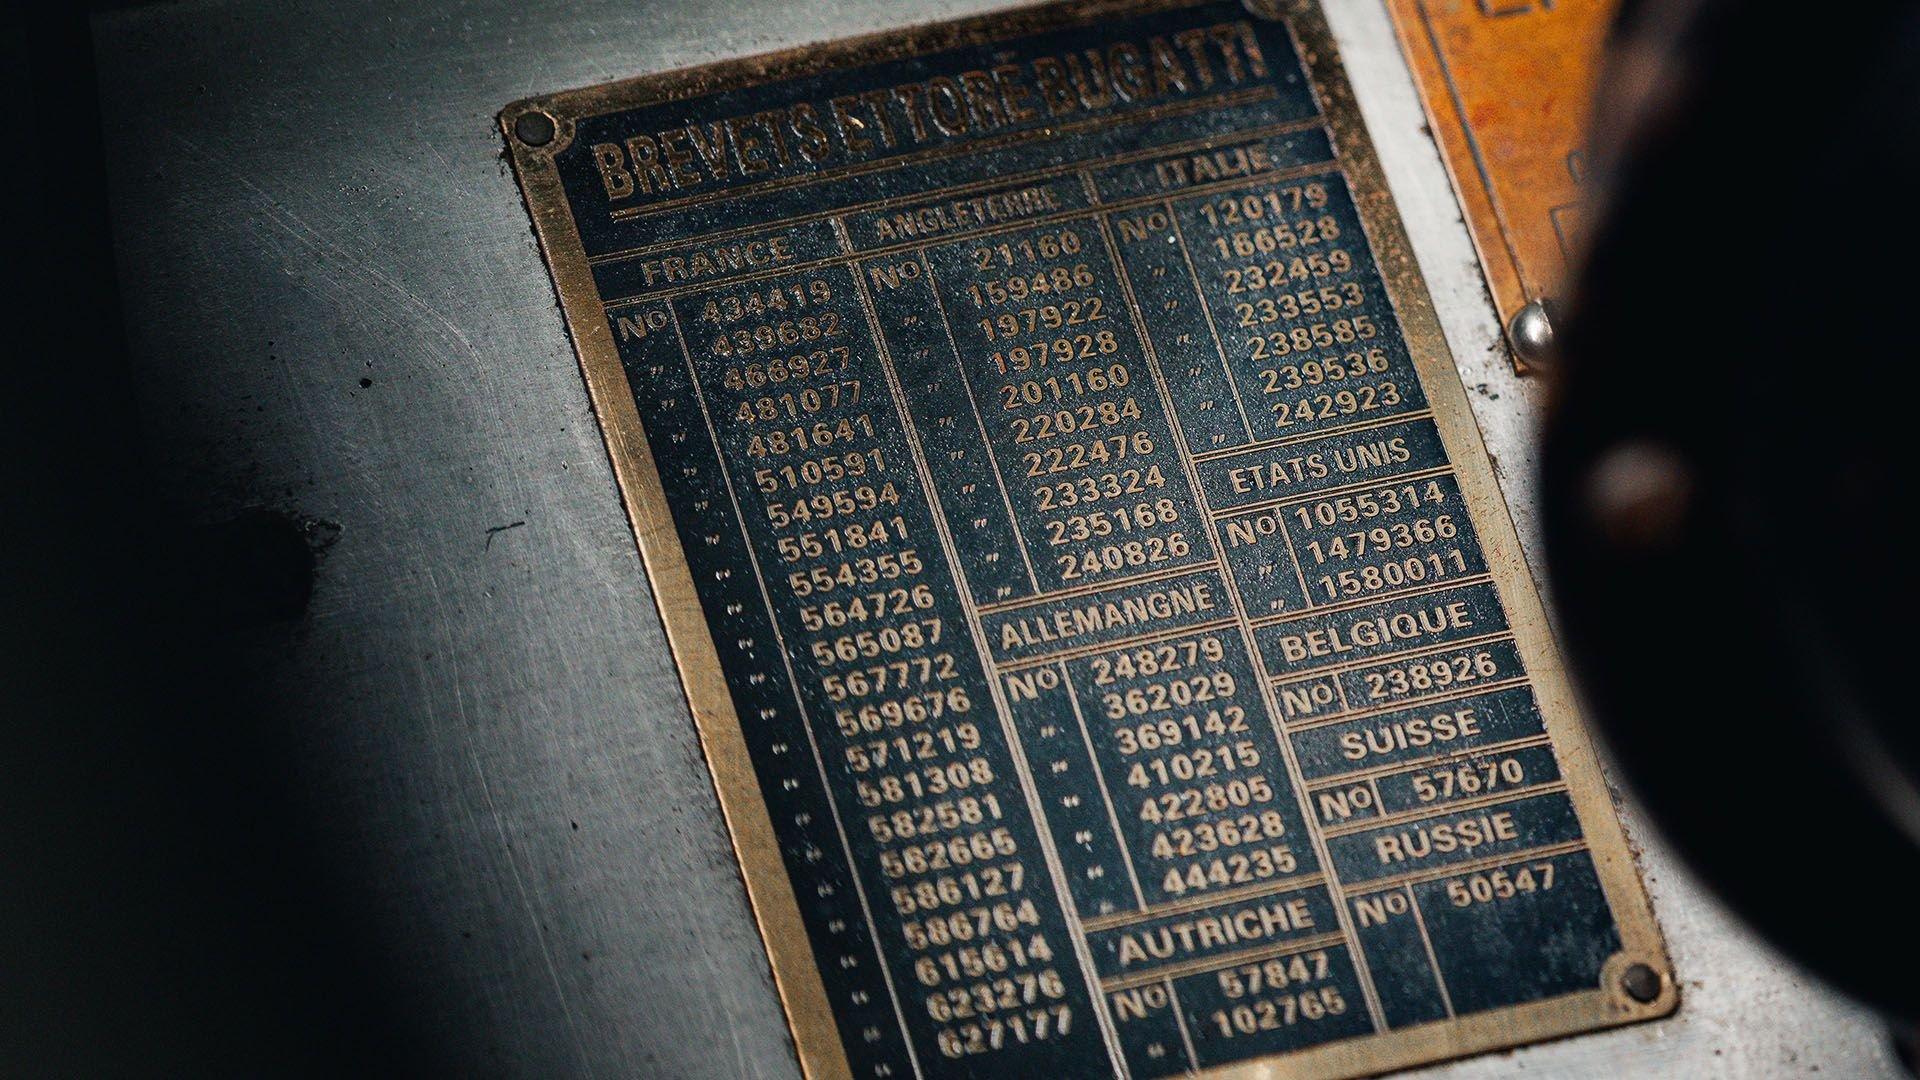 BREVETS ETTORE BUGATTI
FRANCE
No 434419
" 439682
" 466927
" 481077
" 481641
" 510591
" 549594
" 551841
" 554355
" 564726
" 565087
" 567772
" 569676
" 571219
" 581308
" 582581
" 562665
" 586127
" 586764
" 615614
" 623276
" 627177
ANGLETERRE
No 21160
" 159486
" 197922
" 197928
" 201160
" 220284
" 222476
" 233324
" 235168
" 240826
ALLEMANGNE
No 248279
" 362029
" 369142
" 410215
" 422805
" 423628
" 444235
AUTRICHE
No 57847
" 102765
ITALIE
No 120179
" 166528
" 232459
" 233553
" 238585
" 239536
" 242923
ETATS UNIS
No 1055314
" 1479366
" 1580011
BELGIQUE
No 238926
SUISSE
No 57670
RUSSIE
No 50547